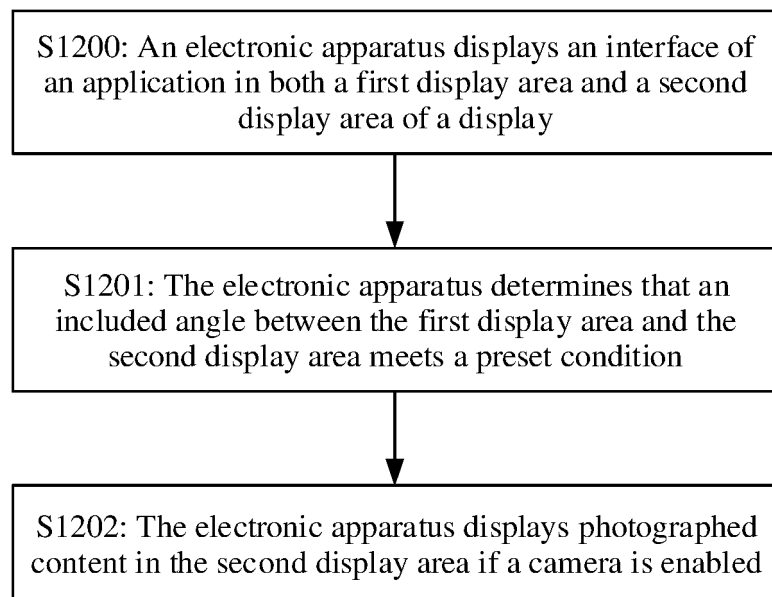 S1200: An electronic apparatus displays an interface of
an application in both a first display area and a second
display area of a display
S1201: The electronic apparatus determines that an
included angle between the first display area and the
second display area meets a preset condition
S1202: The electronic apparatus displays photographed
content in the second display area if a camera is enabled